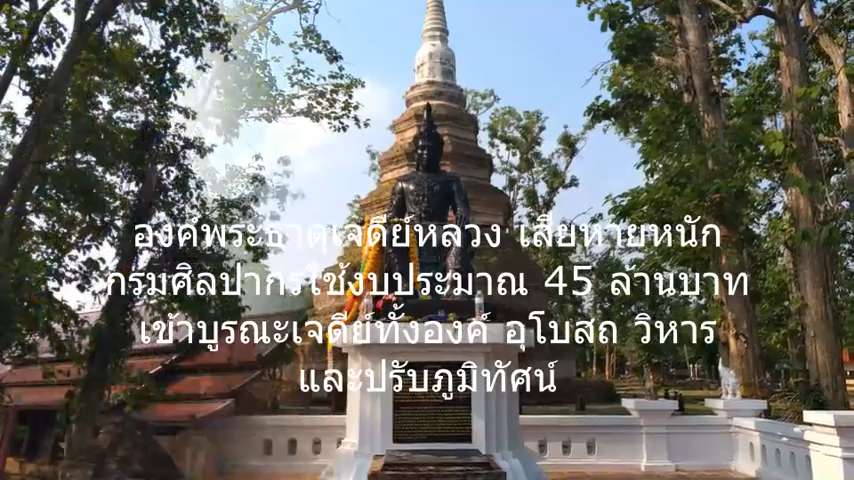 องค์พระธาตุเจดีย์หลวง เสียหายหนัก
กรมศิลปากรใช้งบประมาณ 45 ล้านบาท
เข้าบูรณะเจดีย์ทั้งองค์ อุโบสถ วิหาร
และปรับภูมิทัศน์